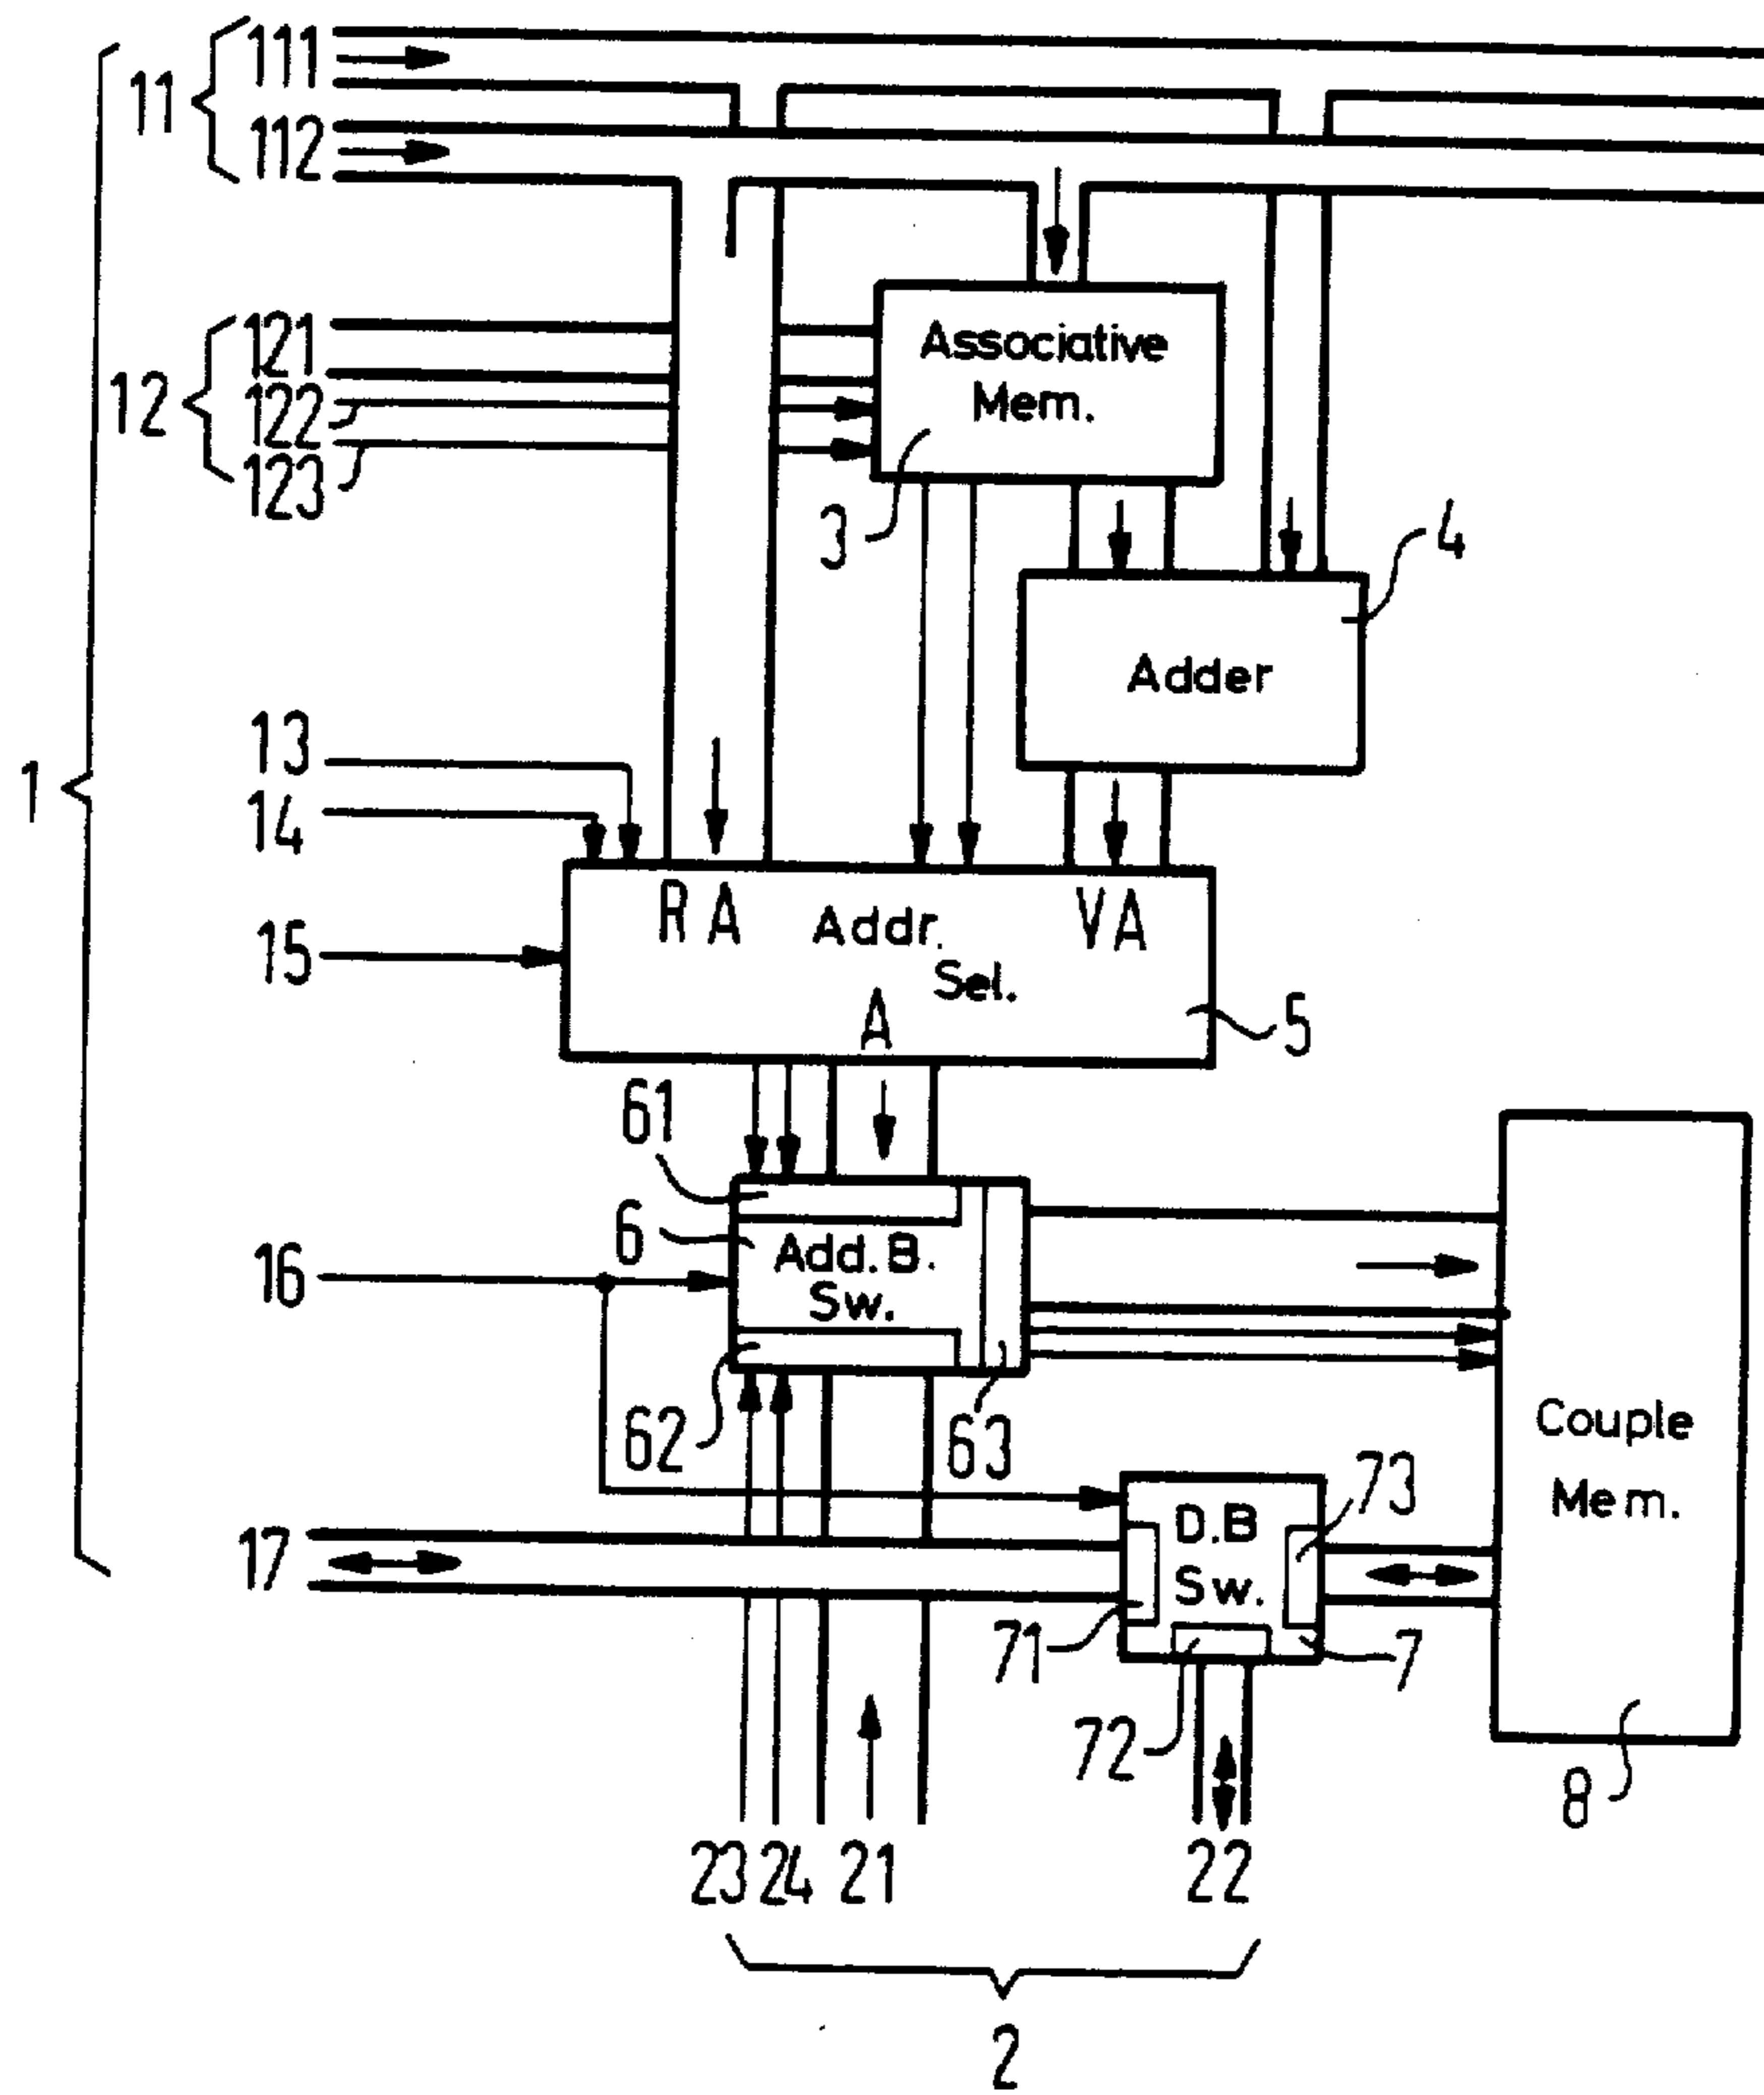 111
11
112
121
Associative
12
122
Mem.
123
3
4
Adder
13
1
14
R A
Addr.
VA
15
Sel.
A
5
61
6
Add. B.
16
Sw.
62
63
Couple
73
Mem.
D.B
17
Sw.
71
7
72
8
23 24 21 22
2